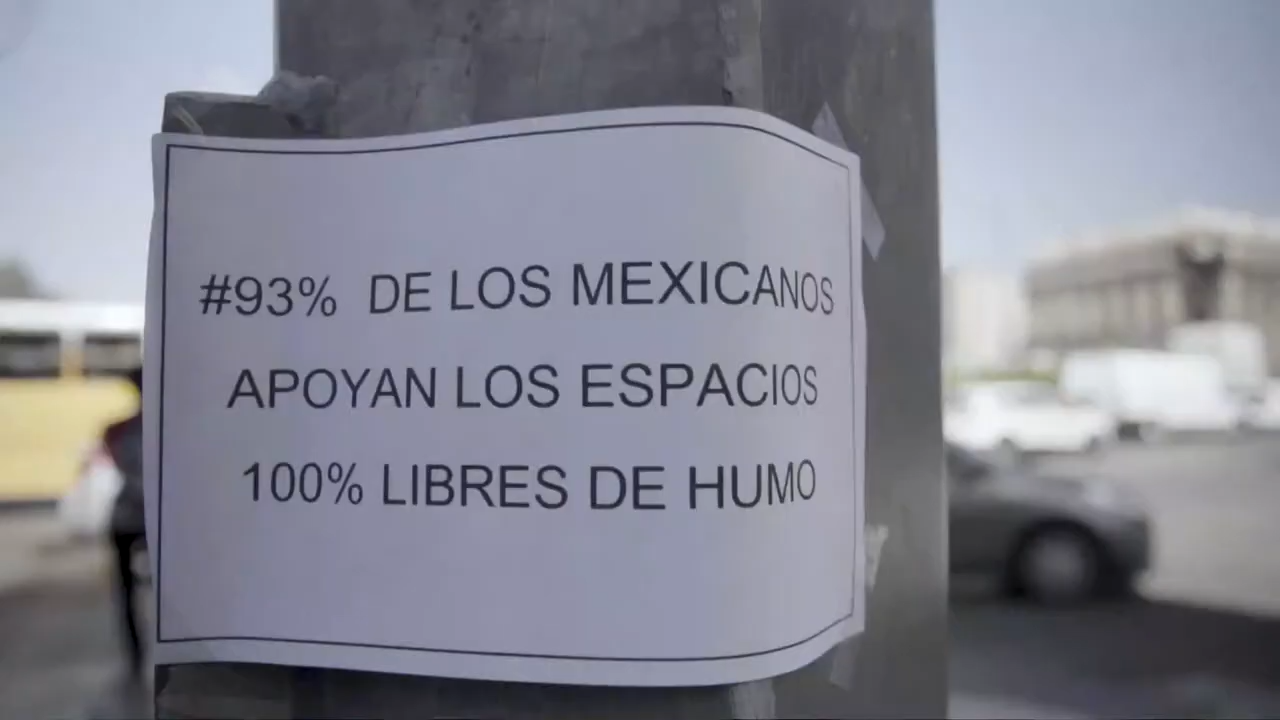 #93% DE LOS MEXICANOS
APOYAN LOS ESPACIOS
100% LIBRES DE HUMO